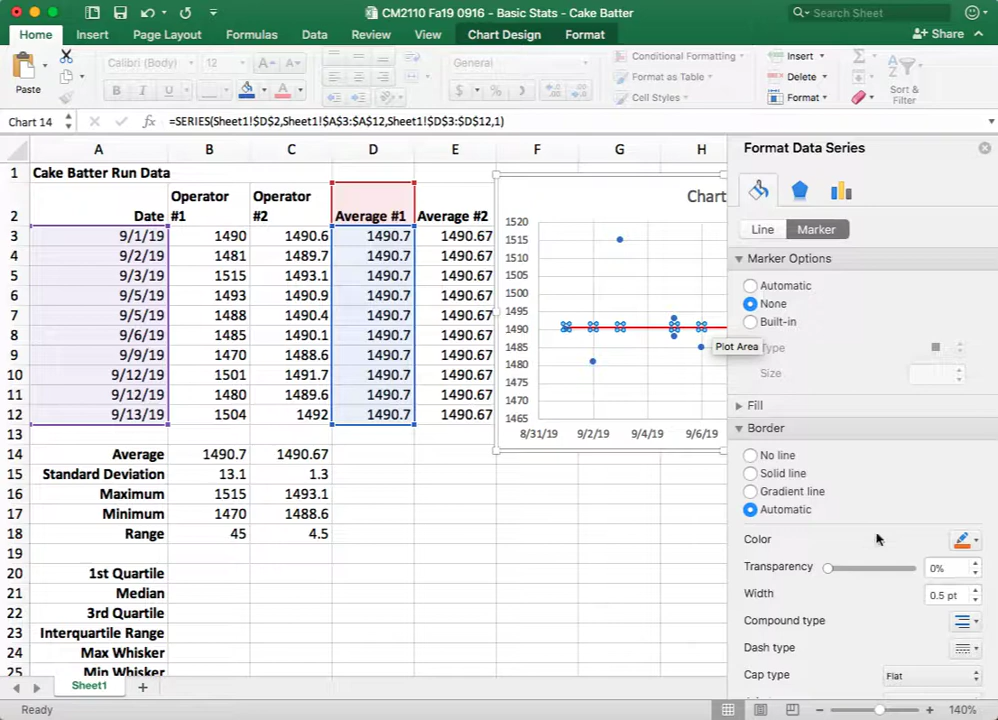 CM2110 Fa19 0916 - Basic Stats - Cake Batter
Search Sheet
Home Insert Page Layout Formulas Data Review View Chart Design Format
Share
Paste
Calibri (Body) 12 A A
B I U A
General
$ % )
Conditional Formatting
Format as Table
Cell Styles
Insert
Delete
Format
Sort &
Filter
Chart 14 fx =SERIES(Sheet1!$D$2,Sheet1!$A$3:$A$12,Sheet1!$D$3:$D$12,1)
A B C D E F G H
1 Cake Batter Run Data
2 Date Operator #1 Operator #2 Average #1 Average #2
3 9/1/19 1490 1490.6 1490.7 1490.67
4 9/2/19 1481 1489.7 1490.7 1490.67
5 9/3/19 1515 1493.1 1490.7 1490.67
6 9/5/19 1493 1490.9 1490.7 1490.67
7 9/5/19 1488 1490.4 1490.7 1490.67
8 9/6/19 1485 1490.1 1490.7 1490.67
9 9/9/19 1470 1488.6 1490.7 1490.67
10 9/12/19 1501 1491.7 1490.7 1490.67
11 9/12/19 1480 1489.6 1490.7 1490.67
12 9/13/19 1504 1492 1490.7 1490.67
13
14 Average 1490.7 1490.67
15 Standard Deviation 13.1 1.3
16 Maximum 1515 1493.1
17 Minimum 1470 1488.6
18 Range 45 4.5
19
20 1st Quartile
21 Median
22 3rd Quartile
23 Interquartile Range
24 Max Whisker
25 Min Whisker
Chart
1520
1515
1510
1505
1500
1495
1490
1485
1480
1475
1470
1465
8/31/19 9/2/19 9/4/19 9/6/19
Plot Area
Format Data Series
Line Marker
Marker Options
Automatic
None
Built-in
Type
Size
Fill
Border
No line
Solid line
Gradient line
Automatic
Color
Transparency 0%
Width 0.5 pt
Compound type
Dash type
Cap type Flat
Sheet1
Ready
140%